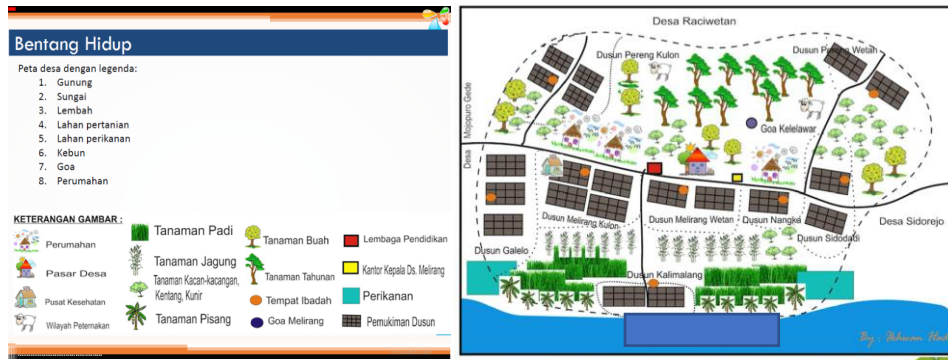 Bentang Hidup
Peta desa dengan legenda:
1. Gunung
2. Sungai
3. Lembah
4. Lahan pertanian
5. Lahan perikanan
6. Kebun
7. Goa
8. Perumahan
KETERANGAN GAMBAR :
Perumahan
Pasar Desa
Pusat Kesehatan
Wilayah Peternakan
Tanaman Padi
Tanaman Jagung
Tanaman Kacan-kacangan,
Kentang, Kunir
Tanaman Pisang
Tanaman Buah
Tanaman Tahunan
Tempat Ibadah
Goa Melirang
Lembaga Pendidikan
Kantor Kepala Ds. Melirang
Perikanan
Pemukiman Dusun
Desa Raciwetan
Dusun Pereng Kulon
Dusun Pereng Wetan
Desa Mojopuro Gede
Goa Kelelawar
Dusun Melirang Kulon
Dusun Melirang Wetan
Dusun Nangka
Desa Sidorejo
Dusun Sidodadi
Dusun Galelo
Dusun Kalimalang
By :